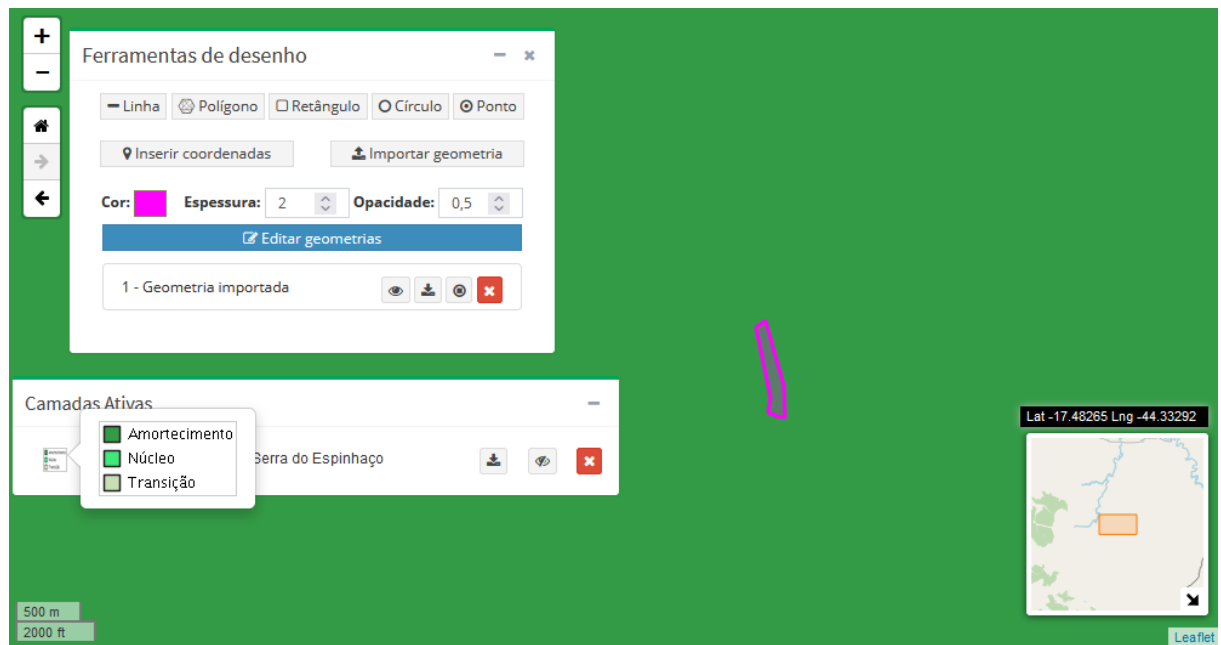 +
−
Ferramentas de desenho
Linha Polígono Retângulo Círculo Ponto
Inserir coordenadas Importar geometria
Cor: Espessura: 2 Opacidade: 0,5
Editar geometrias
1 - Geometria importada
Camadas Ativas
Amortecimento
Núcleo
Transição
Serra do Espinhaço
Lat -17.48265 Lng -44.33292
500 m
2000 ft
Leaflet